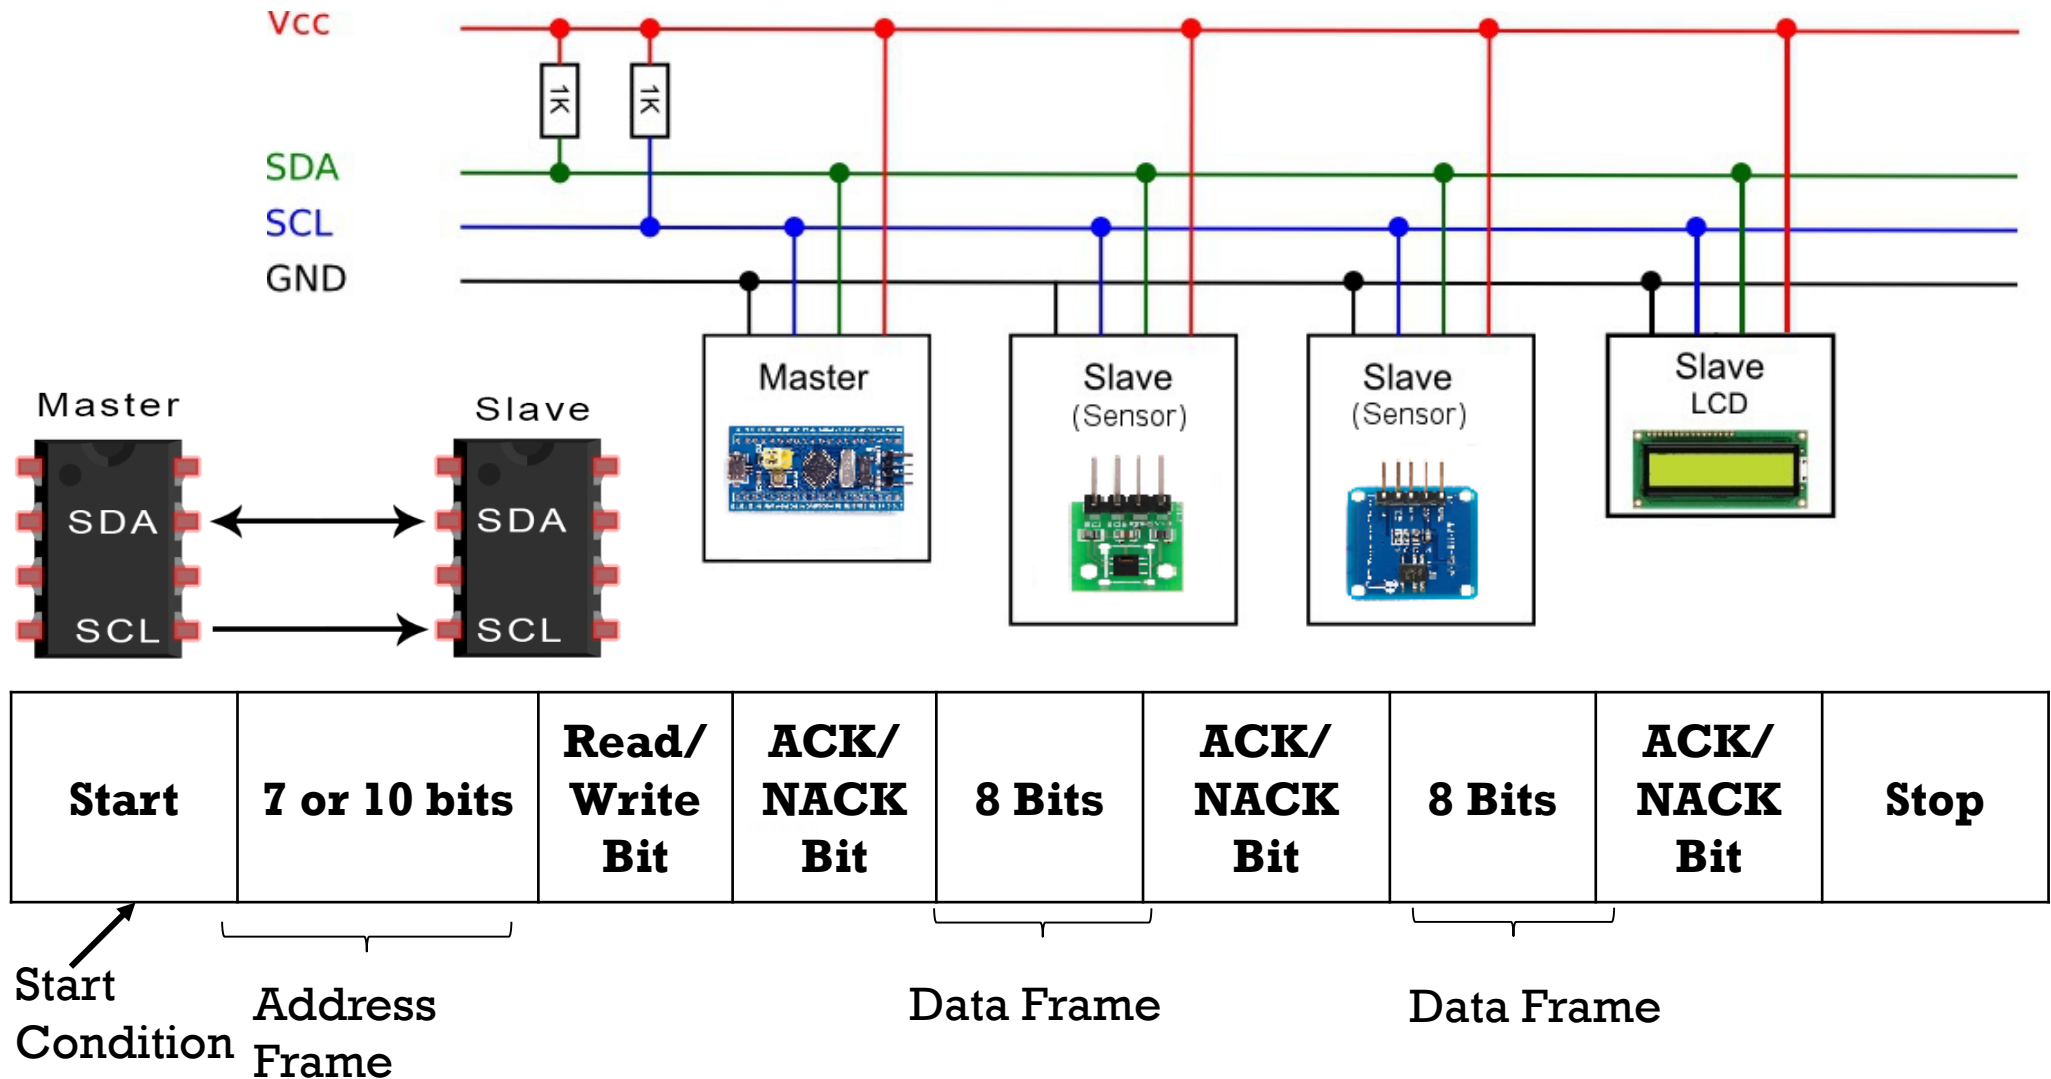 Vcc
1K
1K
SDA
SCL
GND
Master
Slave
SDA
SDA
SCL
SCL
Master
Slave
(Sensor)
Slave
(Sensor)
Slave
LCD
Start
7 or 10 bits
Read/
Write
Bit
ACK/
NACK
Bit
8 Bits
ACK/
NACK
Bit
8 Bits
ACK/
NACK
Bit
Stop
Start
Condition
Address
Frame
Data Frame
Data Frame